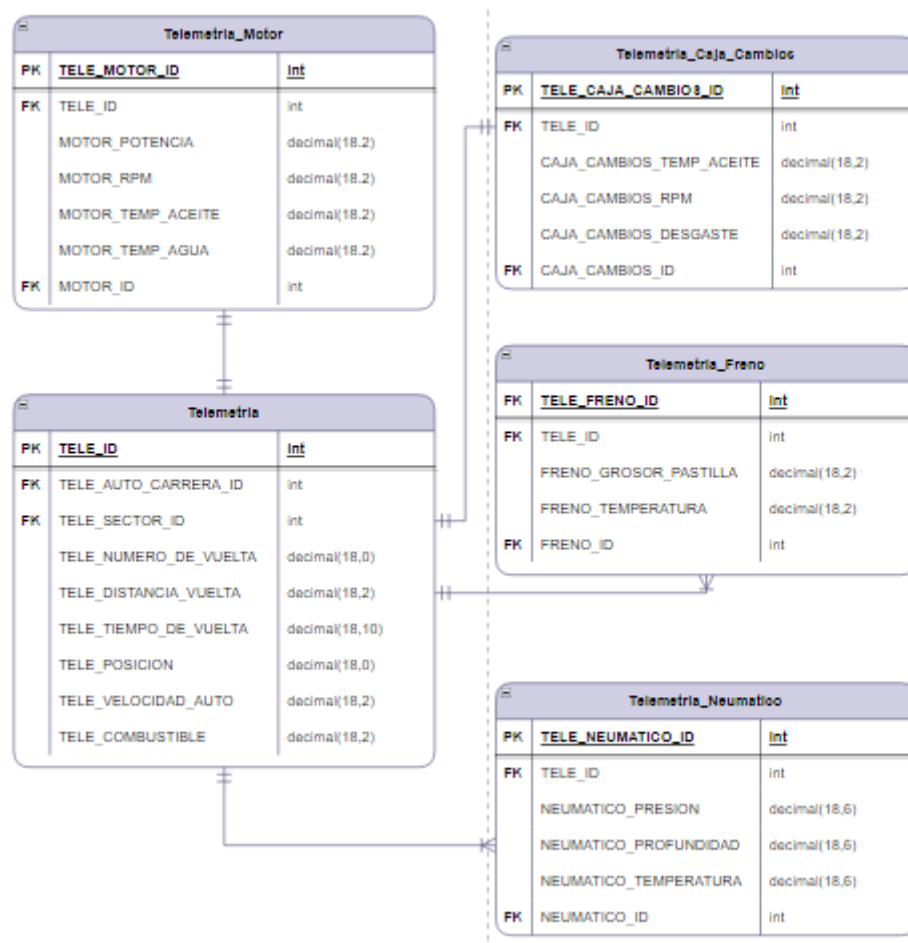 Telemetria_Motor
PK TELE_MOTOR_ID int
FK TELE_ID int
MOTOR_POTENCIA decimal(18.2)
MOTOR_RPM decimal(18.2)
MOTOR_TEMP_ACEITE decimal(18.2)
MOTOR_TEMP_AGUA decimal(18.2)
FK MOTOR_ID int
Telemetria_Caja_Cambios
PK TELE_CAJA_CAMBIOS_ID int
FK TELE_ID int
CAJA_CAMBIOS_TEMP_ACEITE decimal(18,2)
CAJA_CAMBIOS_RPM decimal(18,2)
CAJA_CAMBIOS_DESGASTE decimal(18,2)
FK CAJA_CAMBIOS_ID int
Telemetria_Freno
PK TELE_FRENO_ID int
FK TELE_ID int
FRENO_GROSOR_PASTILLA decimal(18,2)
FRENO_TEMPERATURA decimal(18,2)
FK FRENO_ID int
Telemetria
PK TELE_ID int
FK TELE_AUTO_CARRERA_ID int
FK TELE_SECTOR_ID int
TELE_NUMERO_DE_VUELTA decimal(18,0)
TELE_DISTANCIA_VUELTA decimal(18,2)
TELE_TIEMPO_DE_VUELTA decimal(18,10)
TELE_POSICION decimal(18,0)
TELE_VELOCIDAD_AUTO decimal(18,2)
TELE_COMBUSTIBLE decimal(18,2)
Telemetria_Neumatico
PK TELE_NEUMATICO_ID int
FK TELE_ID int
NEUMATICO_PRESION decimal(18,6)
NEUMATICO_PROFUNDIDAD decimal(18,6)
NEUMATICO_TEMPERATURA decimal(18,6)
FK NEUMATICO_ID int